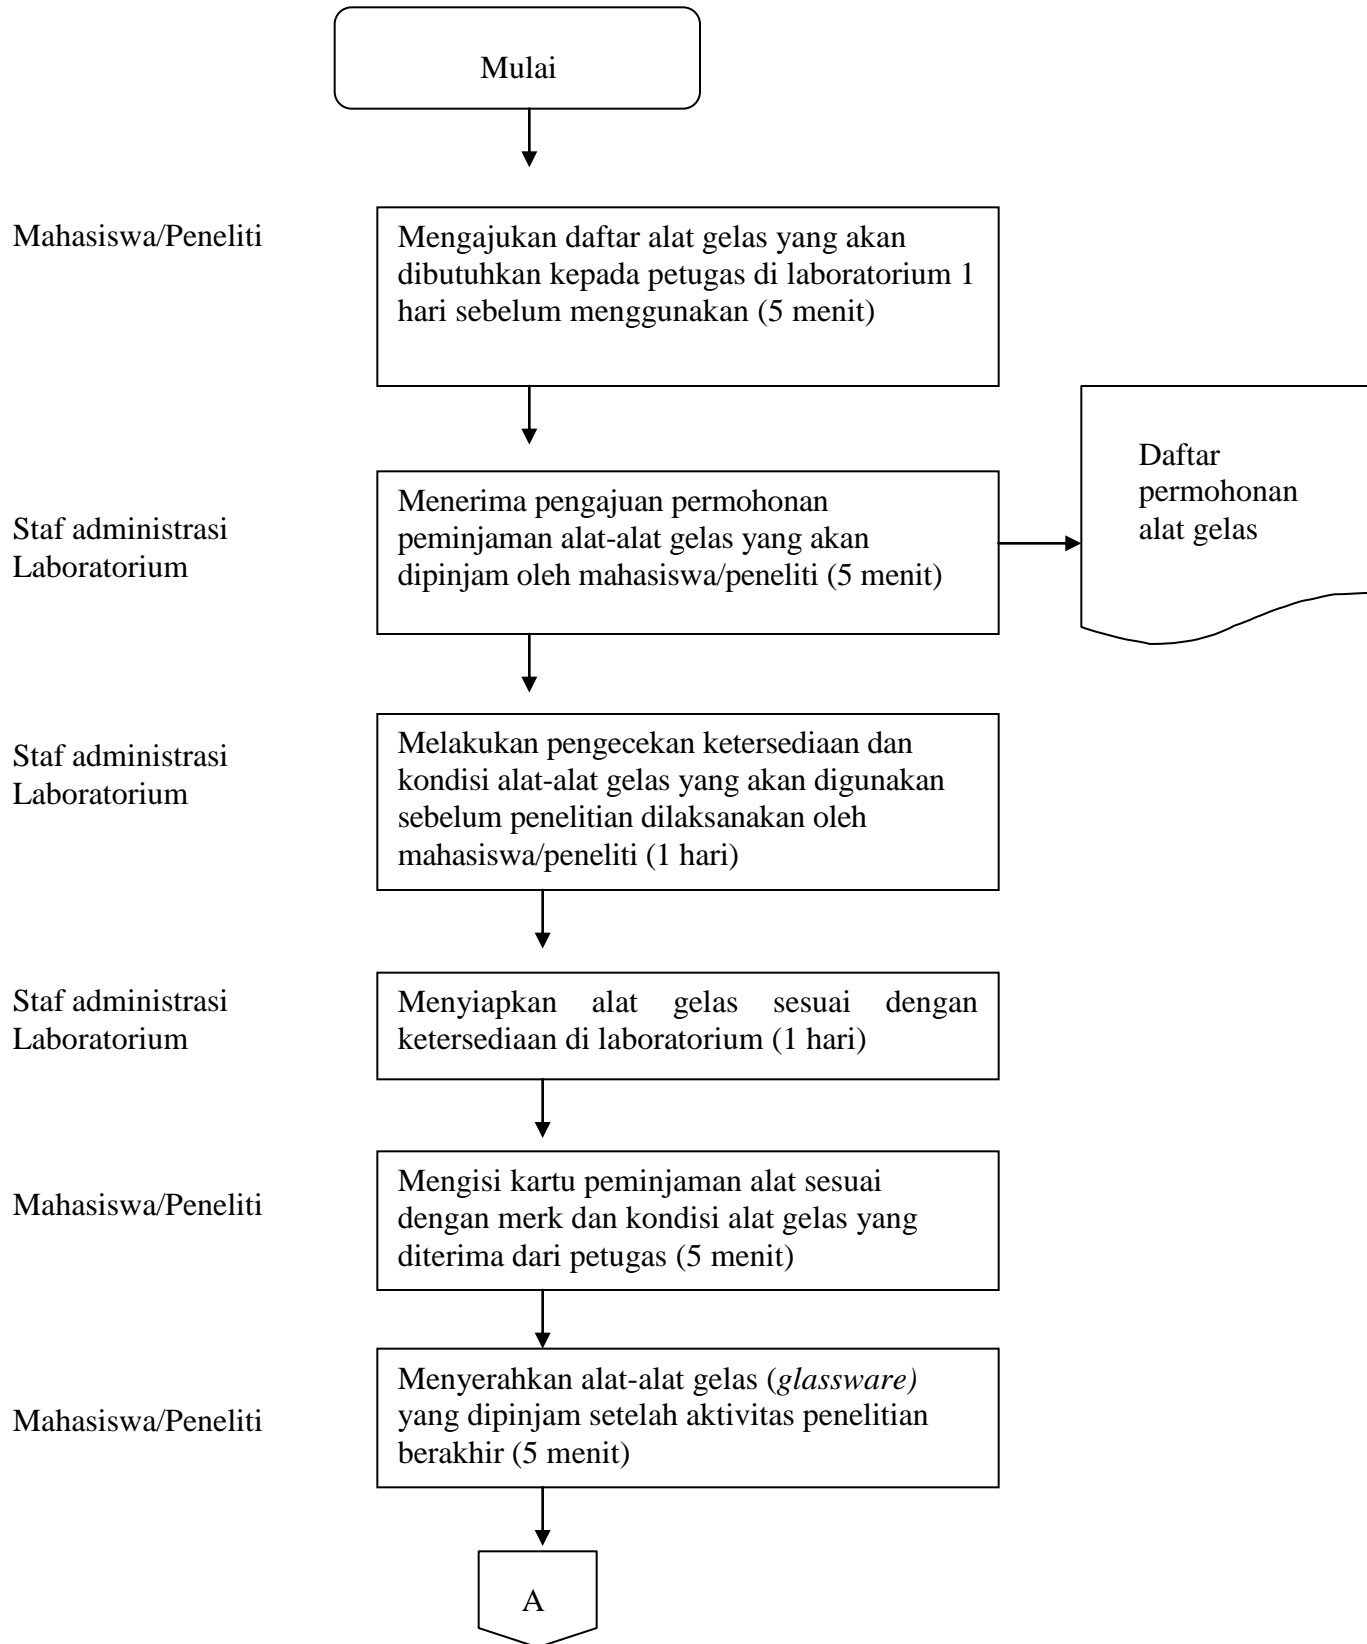 Mulai
Mahasiswa/Peneliti
Mengajukan daftar alat gelas yang akan
dibutuhkan kepada petugas di laboratorium 1
hari sebelum menggunakan (5 menit)
Staf administrasi
Laboratorium
Menerima pengajuan permohonan
peminjaman alat-alat gelas yang akan
dipinjam oleh mahasiswa/peneliti (5 menit)
Daftar
permohonan
alat gelas
Staf administrasi
Laboratorium
Melakukan pengecekan ketersediaan dan
kondisi alat-alat gelas yang akan digunakan
sebelum penelitian dilaksanakan oleh
mahasiswa/peneliti (1 hari)
Staf administrasi
Laboratorium
Menyiapkan alat gelas sesuai dengan
ketersediaan di laboratorium (1 hari)
Mahasiswa/Peneliti
Mengisi kartu peminjaman alat sesuai
dengan merk dan kondisi alat gelas yang
diterima dari petugas (5 menit)
Mahasiswa/Peneliti
Menyerahkan alat-alat gelas (glassware)
yang dipinjam setelah aktivitas penelitian
berakhir (5 menit)
A